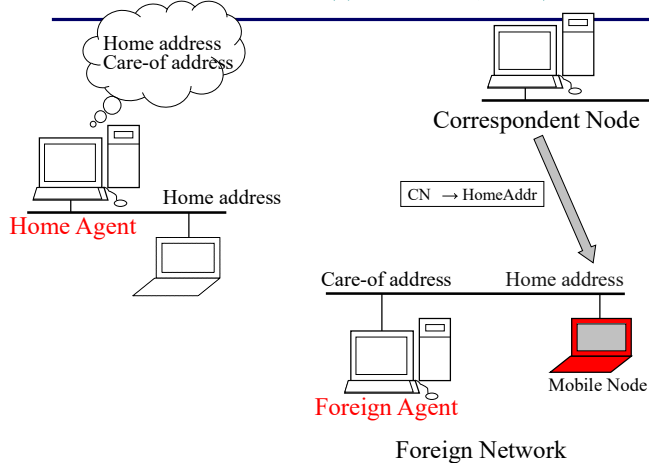 Home address
Care-of address
Correspondent Node
CN → HomeAddr
Home address
Home Agent
Care-of address
Home address
Mobile Node
Foreign Agent
Foreign Network